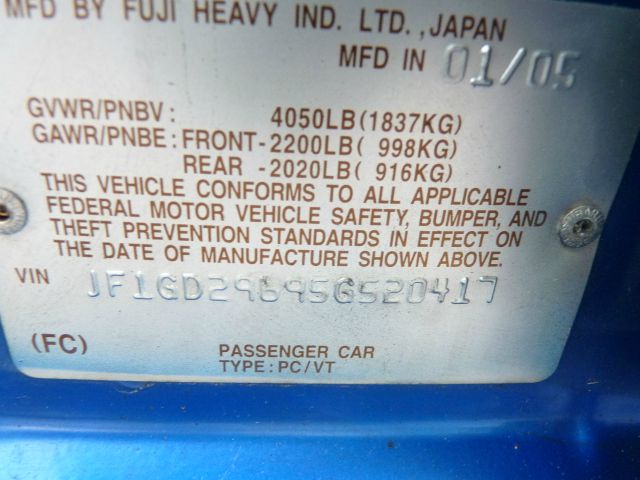 MFD BY FUJI HEAVY IND. LTD., JAPAN
MFD IN 01/05
GVWR/PNBV: 4050LB(1837KG)
GAWR/PNBE: FRONT-2200LB( 998KG)
REAR -2020LB( 916KG)
THIS VEHICLE CONFORMS TO ALL APPLICABLE
FEDERAL MOTOR VEHICLE SAFETY, BUMPER, AND
THEFT PREVENTION STANDARDS IN EFFECT ON
THE DATE OF MANUFACTURE SHOWN ABOVE.
VIN JF1GD29695G520417
(FC) PASSENGER CAR
TYPE: PC/VT